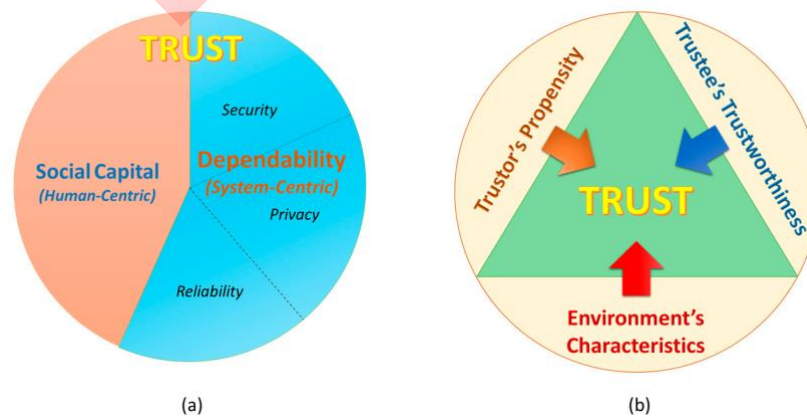 TRUST
Security
Social Capital
(Human-Centric)
Dependability
(System-Centric)
Privacy
Reliability
(a)
Trustor's Propensity
Trustee's Trustworthiness
TRUST
Environment's
Characteristics
(b)